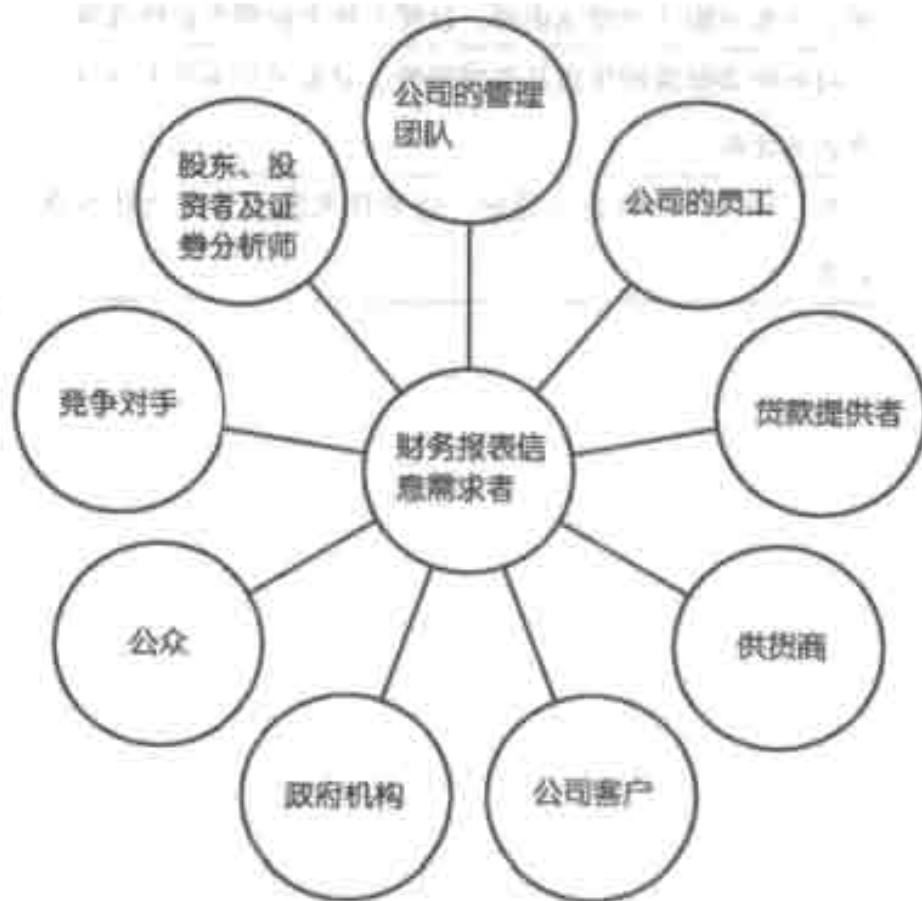 公司的管理
团队
公司的员工
贷款提供者
供货商
公司客户
政府机构
公众
竞争对手
股东、投
资者及证
券分析师
财务报表信
息需求者